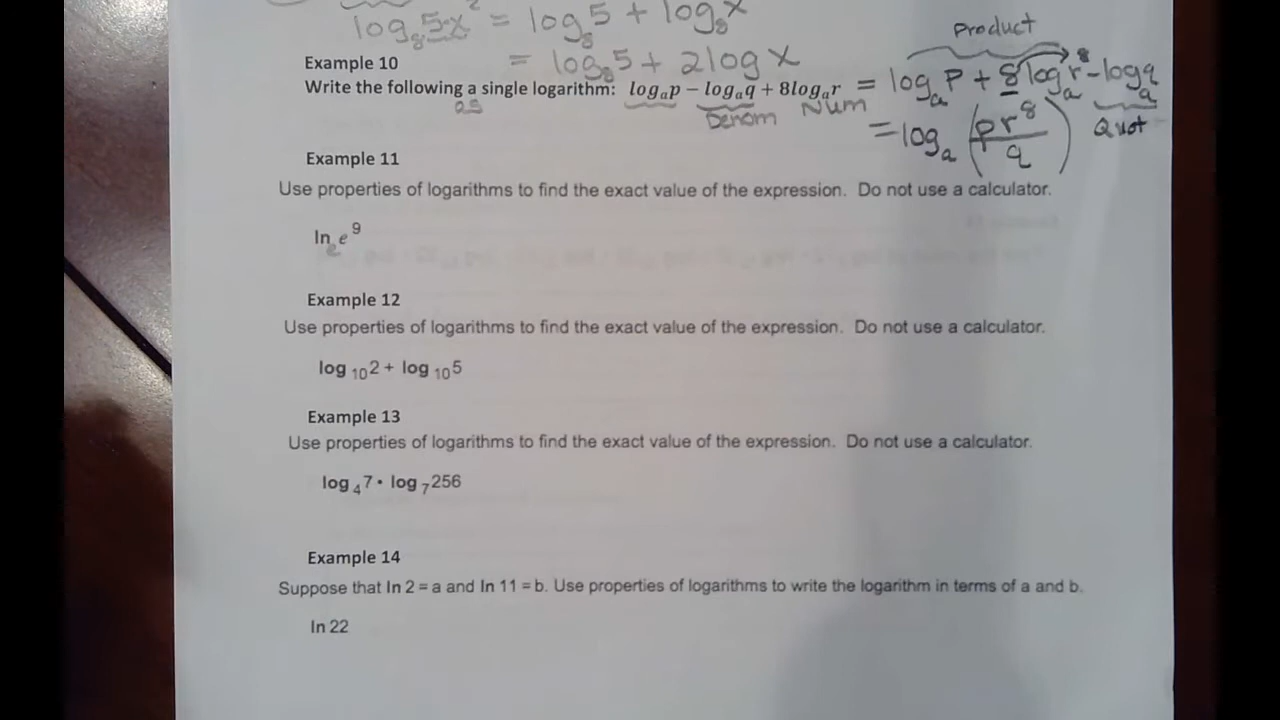 log₈5x² = log₈5 + log₈x²
= log₈5 + 2logx
Product
Example 10
Write the following a single logarithm: logₐp − logₐq + 8logₐr = logₐp + 8logₐr⁸ − logₐq
as
Denom Num
Quot
= logₐ(pr⁸/q)
Example 11
Use properties of logarithms to find the exact value of the expression. Do not use a calculator.
lnₑ e⁹
Example 12
Use properties of logarithms to find the exact value of the expression. Do not use a calculator.
log ₁₀2 + log ₁₀5
Example 13
Use properties of logarithms to find the exact value of the expression. Do not use a calculator.
log ₄7 · log ₇256
Example 14
Suppose that ln 2 = a and ln 11 = b. Use properties of logarithms to write the logarithm in terms of a and b.
ln 22